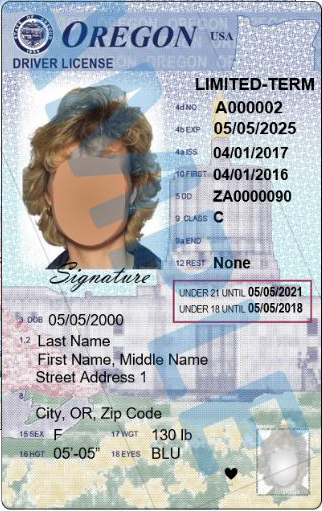 OREGON USA
DRIVER LICENSE
LIMITED-TERM
4d NO A000002
4b EXP 05/05/2025
4a ISS 04/01/2017
10 FIRST 04/01/2016
5 DD ZA0000090
9 CLASS C
9a END
12 REST None
Signature
UNDER 21 UNTIL 05/05/2021
UNDER 18 UNTIL 05/05/2018
3 DOB 05/05/2000
1,2 Last Name
First Name, Middle Name
Street Address 1
8
City, OR, Zip Code
15 SEX F 17 WGT 130 lb
16 HGT 05'-05" 18 EYES BLU